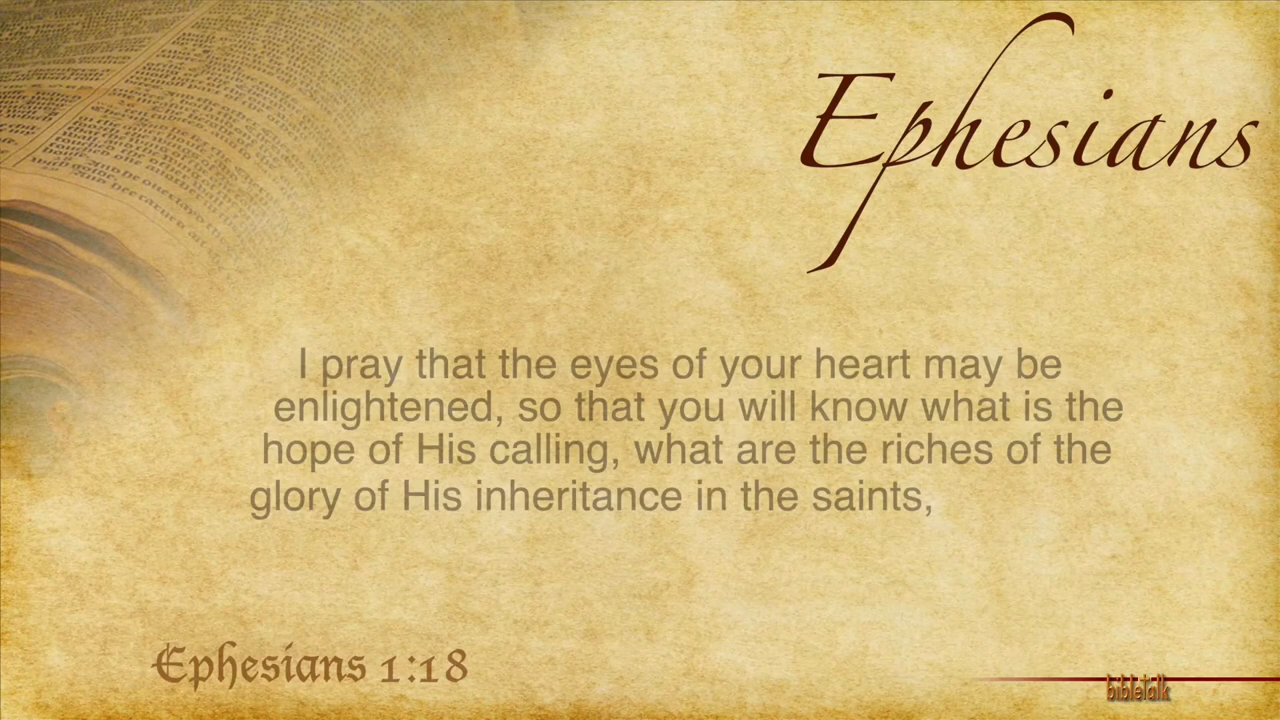 Ephesians
I pray that the eyes of your heart may be
enlightened, so that you will know what is the
hope of His calling, what are the riches of the
glory of His inheritance in the saints,
Ephesians 1:18
bibletalk